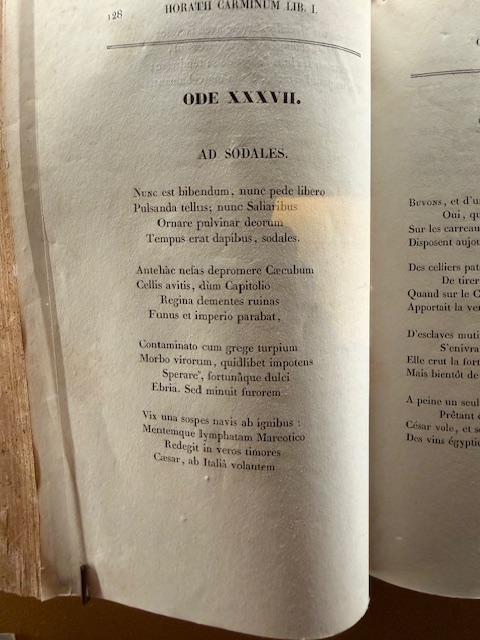 128
HORATII CARMINUM LIB. I.
ODE XXXVII.
AD SODALES.
Nunc est bibendum, nunc pede libero
Pulsanda tellus; nunc Saliaribus
Ornare pulvinar deorum
Tempus erat dapibus, sodales.
Antehàc nefas depromere Cæcubum
Cellis avitis, dùm Capitolio
Regina dementes ruinas
Funus et imperio parabat,
Contaminato cum grege turpium
Morbo virorum, quidlibet impotens
Sperare, fortunâque dulci
Ebria. Sed minuit furorem
Vix una sospes navis ab ignibus:
Mentemque lymphatam Mareotico
Redegit in veros timores
Cæsar, ab Italiâ volantem
Buvons, et d'u
Oui, qu
Sur les carreau
Disposent aujou
Des celliers pat
De tirer
Quand sur le C
Apportait la ve
D'esclaves muti
S'enivra
Elle crut la fort
Mais bientôt de
A peine un seul
Prêtant
César vole, et s
Des vins égyptie